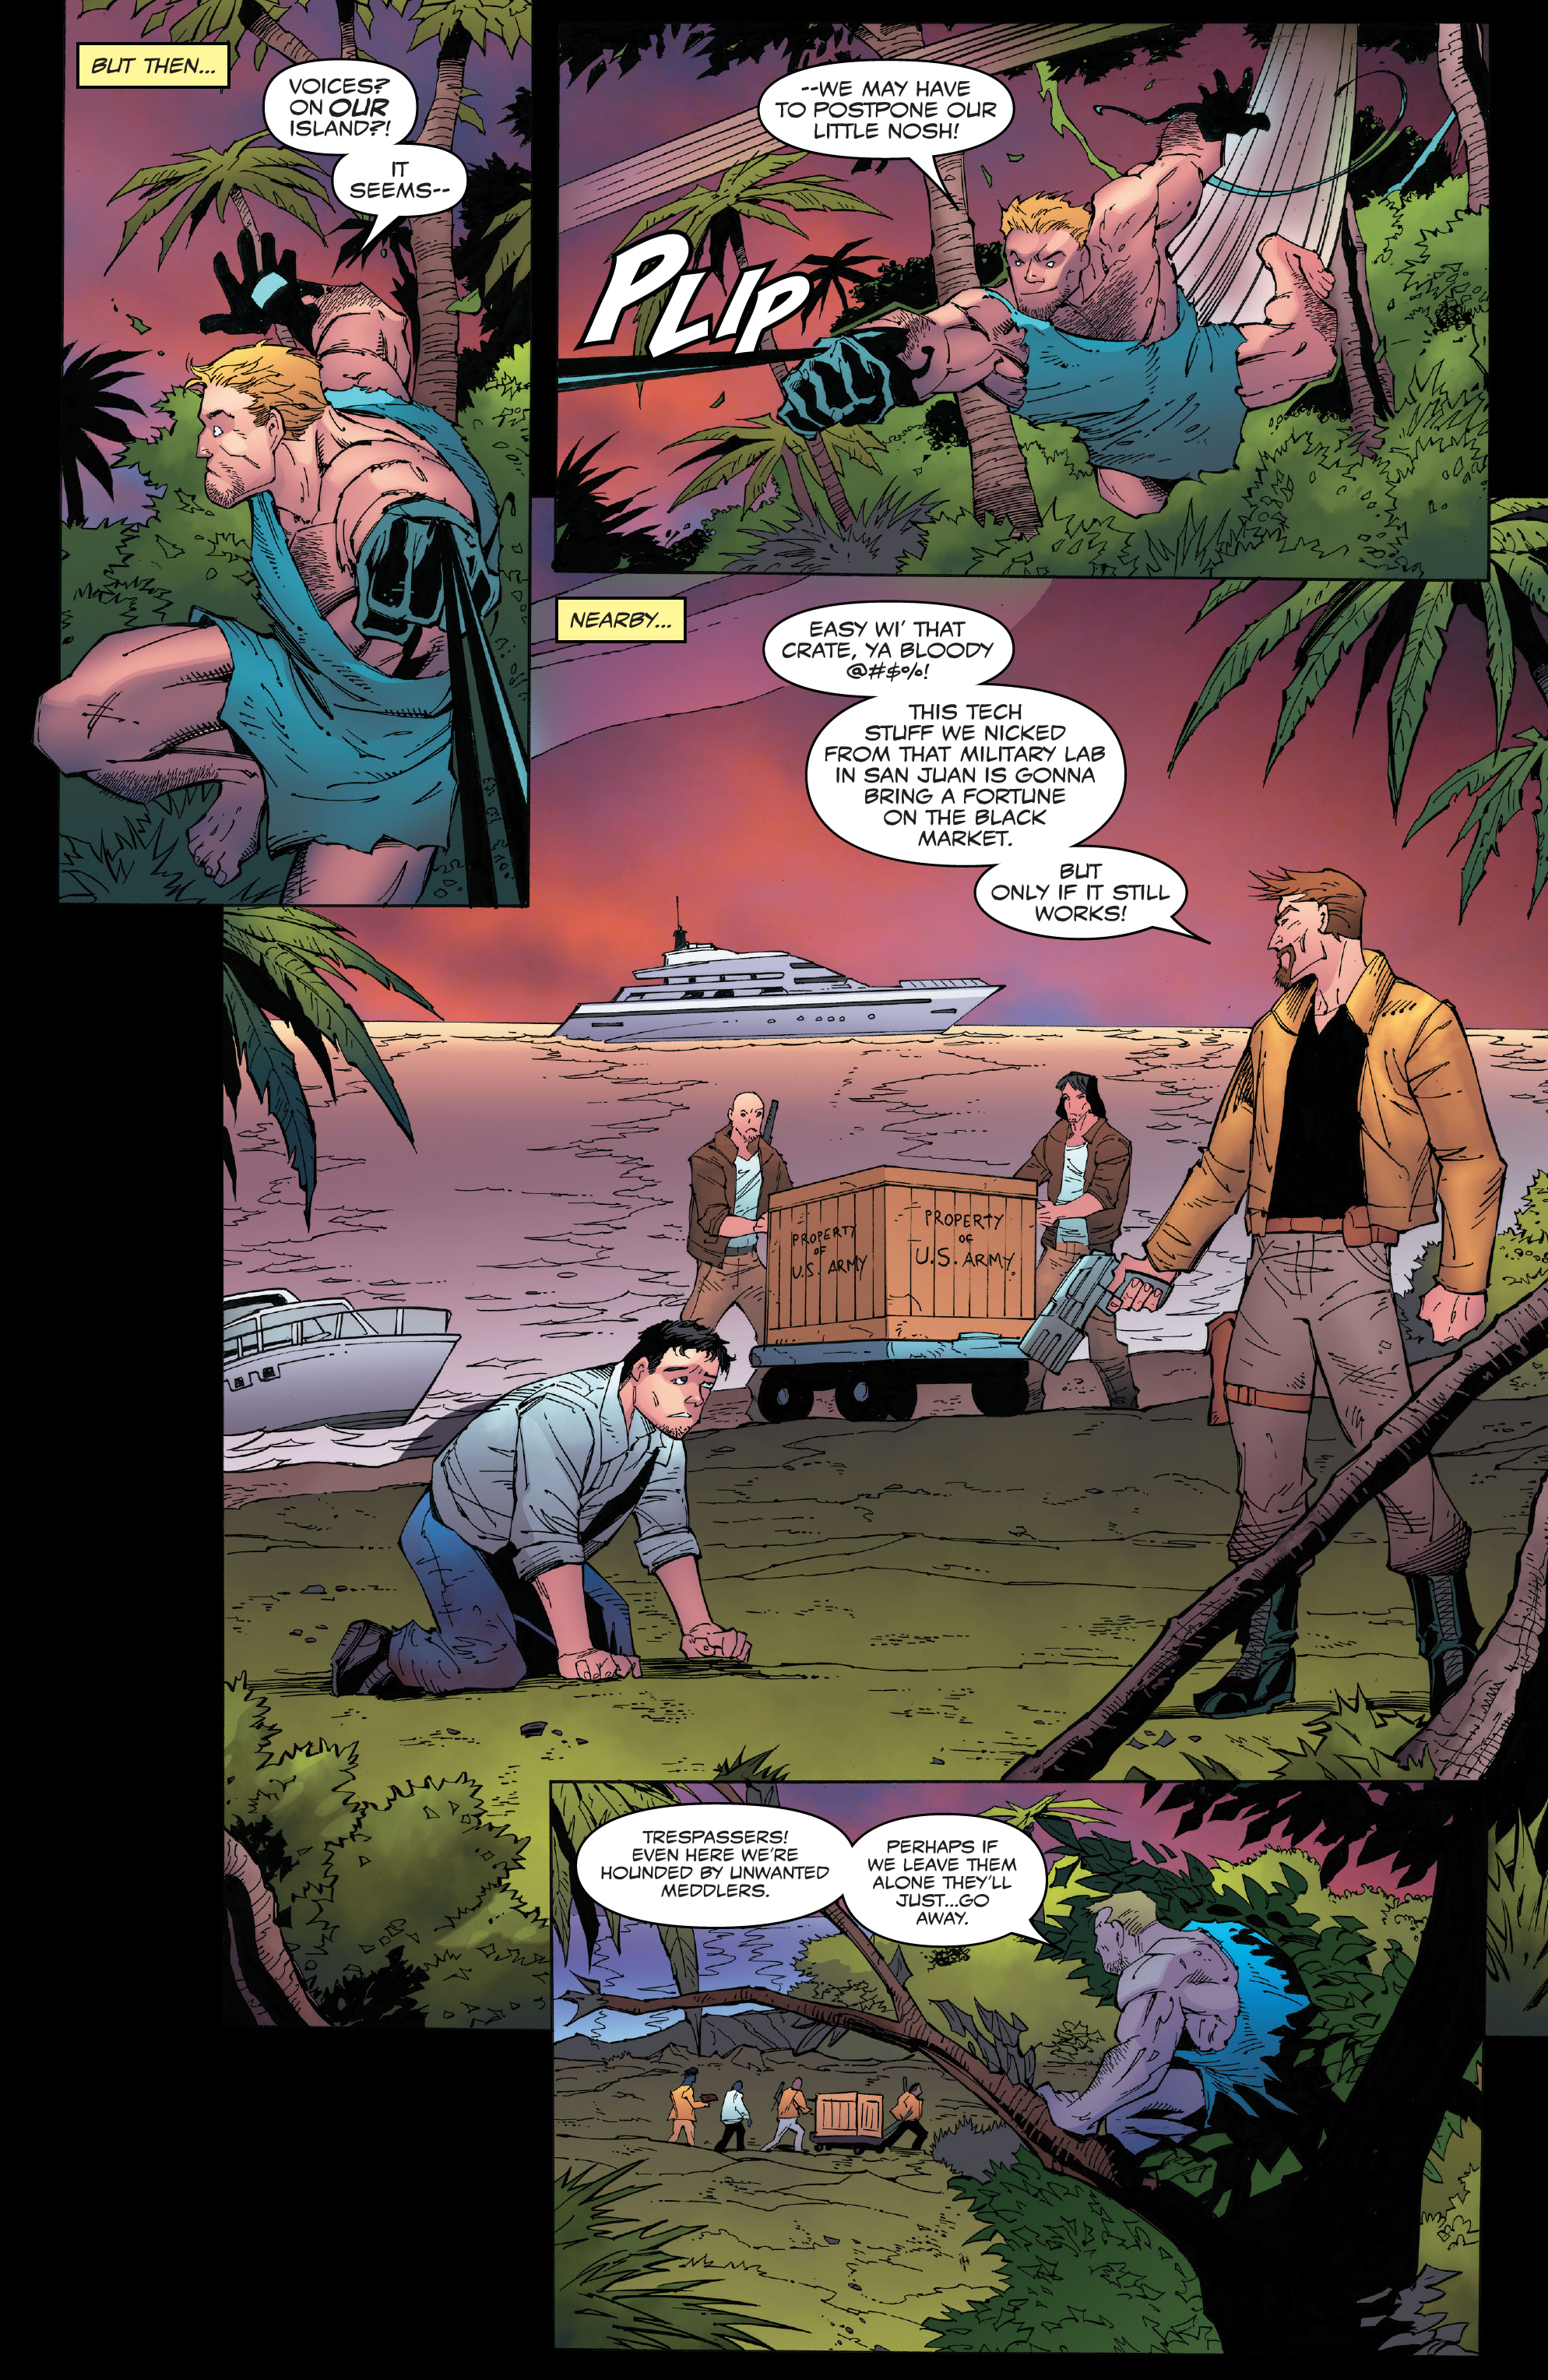 BUT THEN...
VOICES?
ON OUR
ISLAND?!
IT
SEEMS--
--WE MAY HAVE
TO POSTPONE OUR
LITTLE NOSH!
PLIP
NEARBY...
EASY WI' THAT
CRATE, YA BLOODY
@#$%!
THIS TECH
STUFF WE NICKED
FROM THAT MILITARY LAB
IN SAN JUAN IS GONNA
BRING A FORTUNE
ON THE BLACK
MARKET.
BUT
ONLY IF IT STILL
WORKS!
PROPERTY
OF
U.S. ARMY
PROPERTY
OF
U.S. ARMY.
TRESPASSERS!
EVEN HERE WE'RE
HOUNDED BY UNWANTED
MEDDLERS.
PERHAPS IF
WE LEAVE THEM
ALONE THEY'LL
JUST...GO
AWAY.